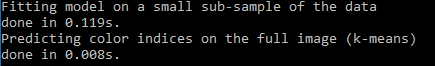 Fitting model on a small sub-sample of the data
done in 0.119s.
Predicting color indices on the full image (k-means)
done in 0.008s.